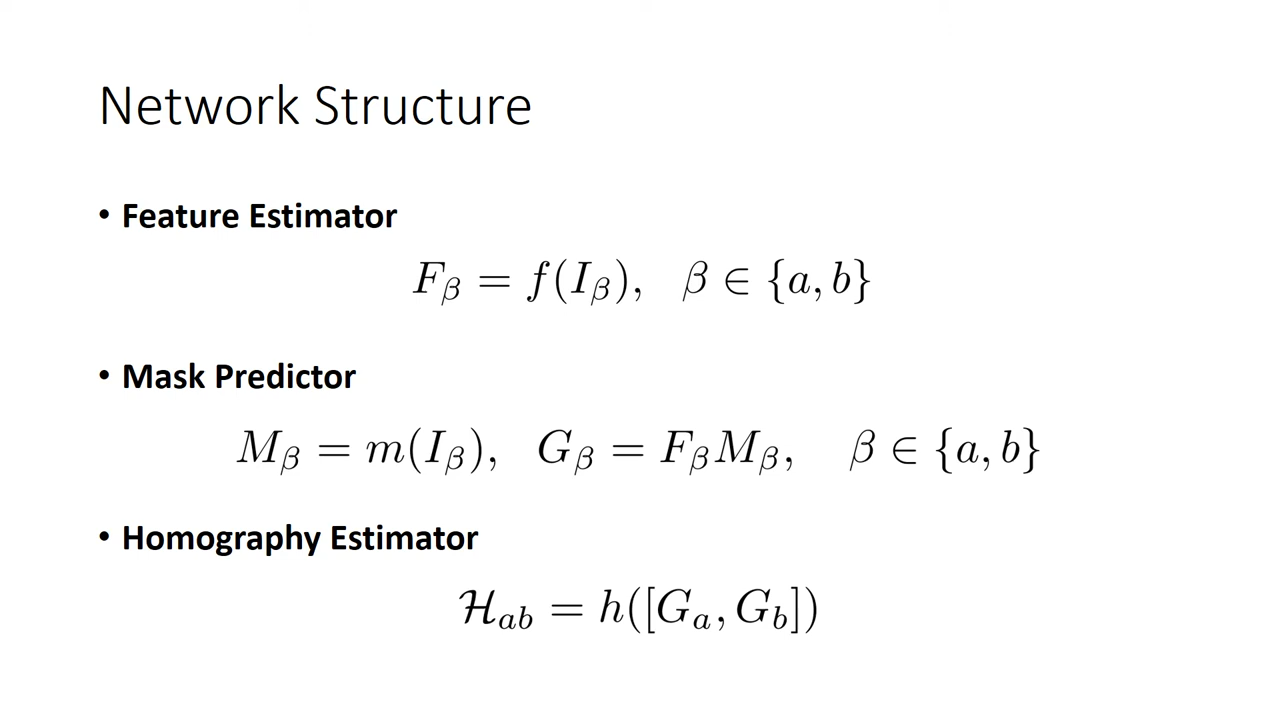 Network Structure
• Feature Estimator
F_β = f(I_β), β ∈ {a, b}
• Mask Predictor
M_β = m(I_β), G_β = F_β M_β, β ∈ {a, b}
• Homography Estimator
ℋ_ab = h([G_a, G_b])